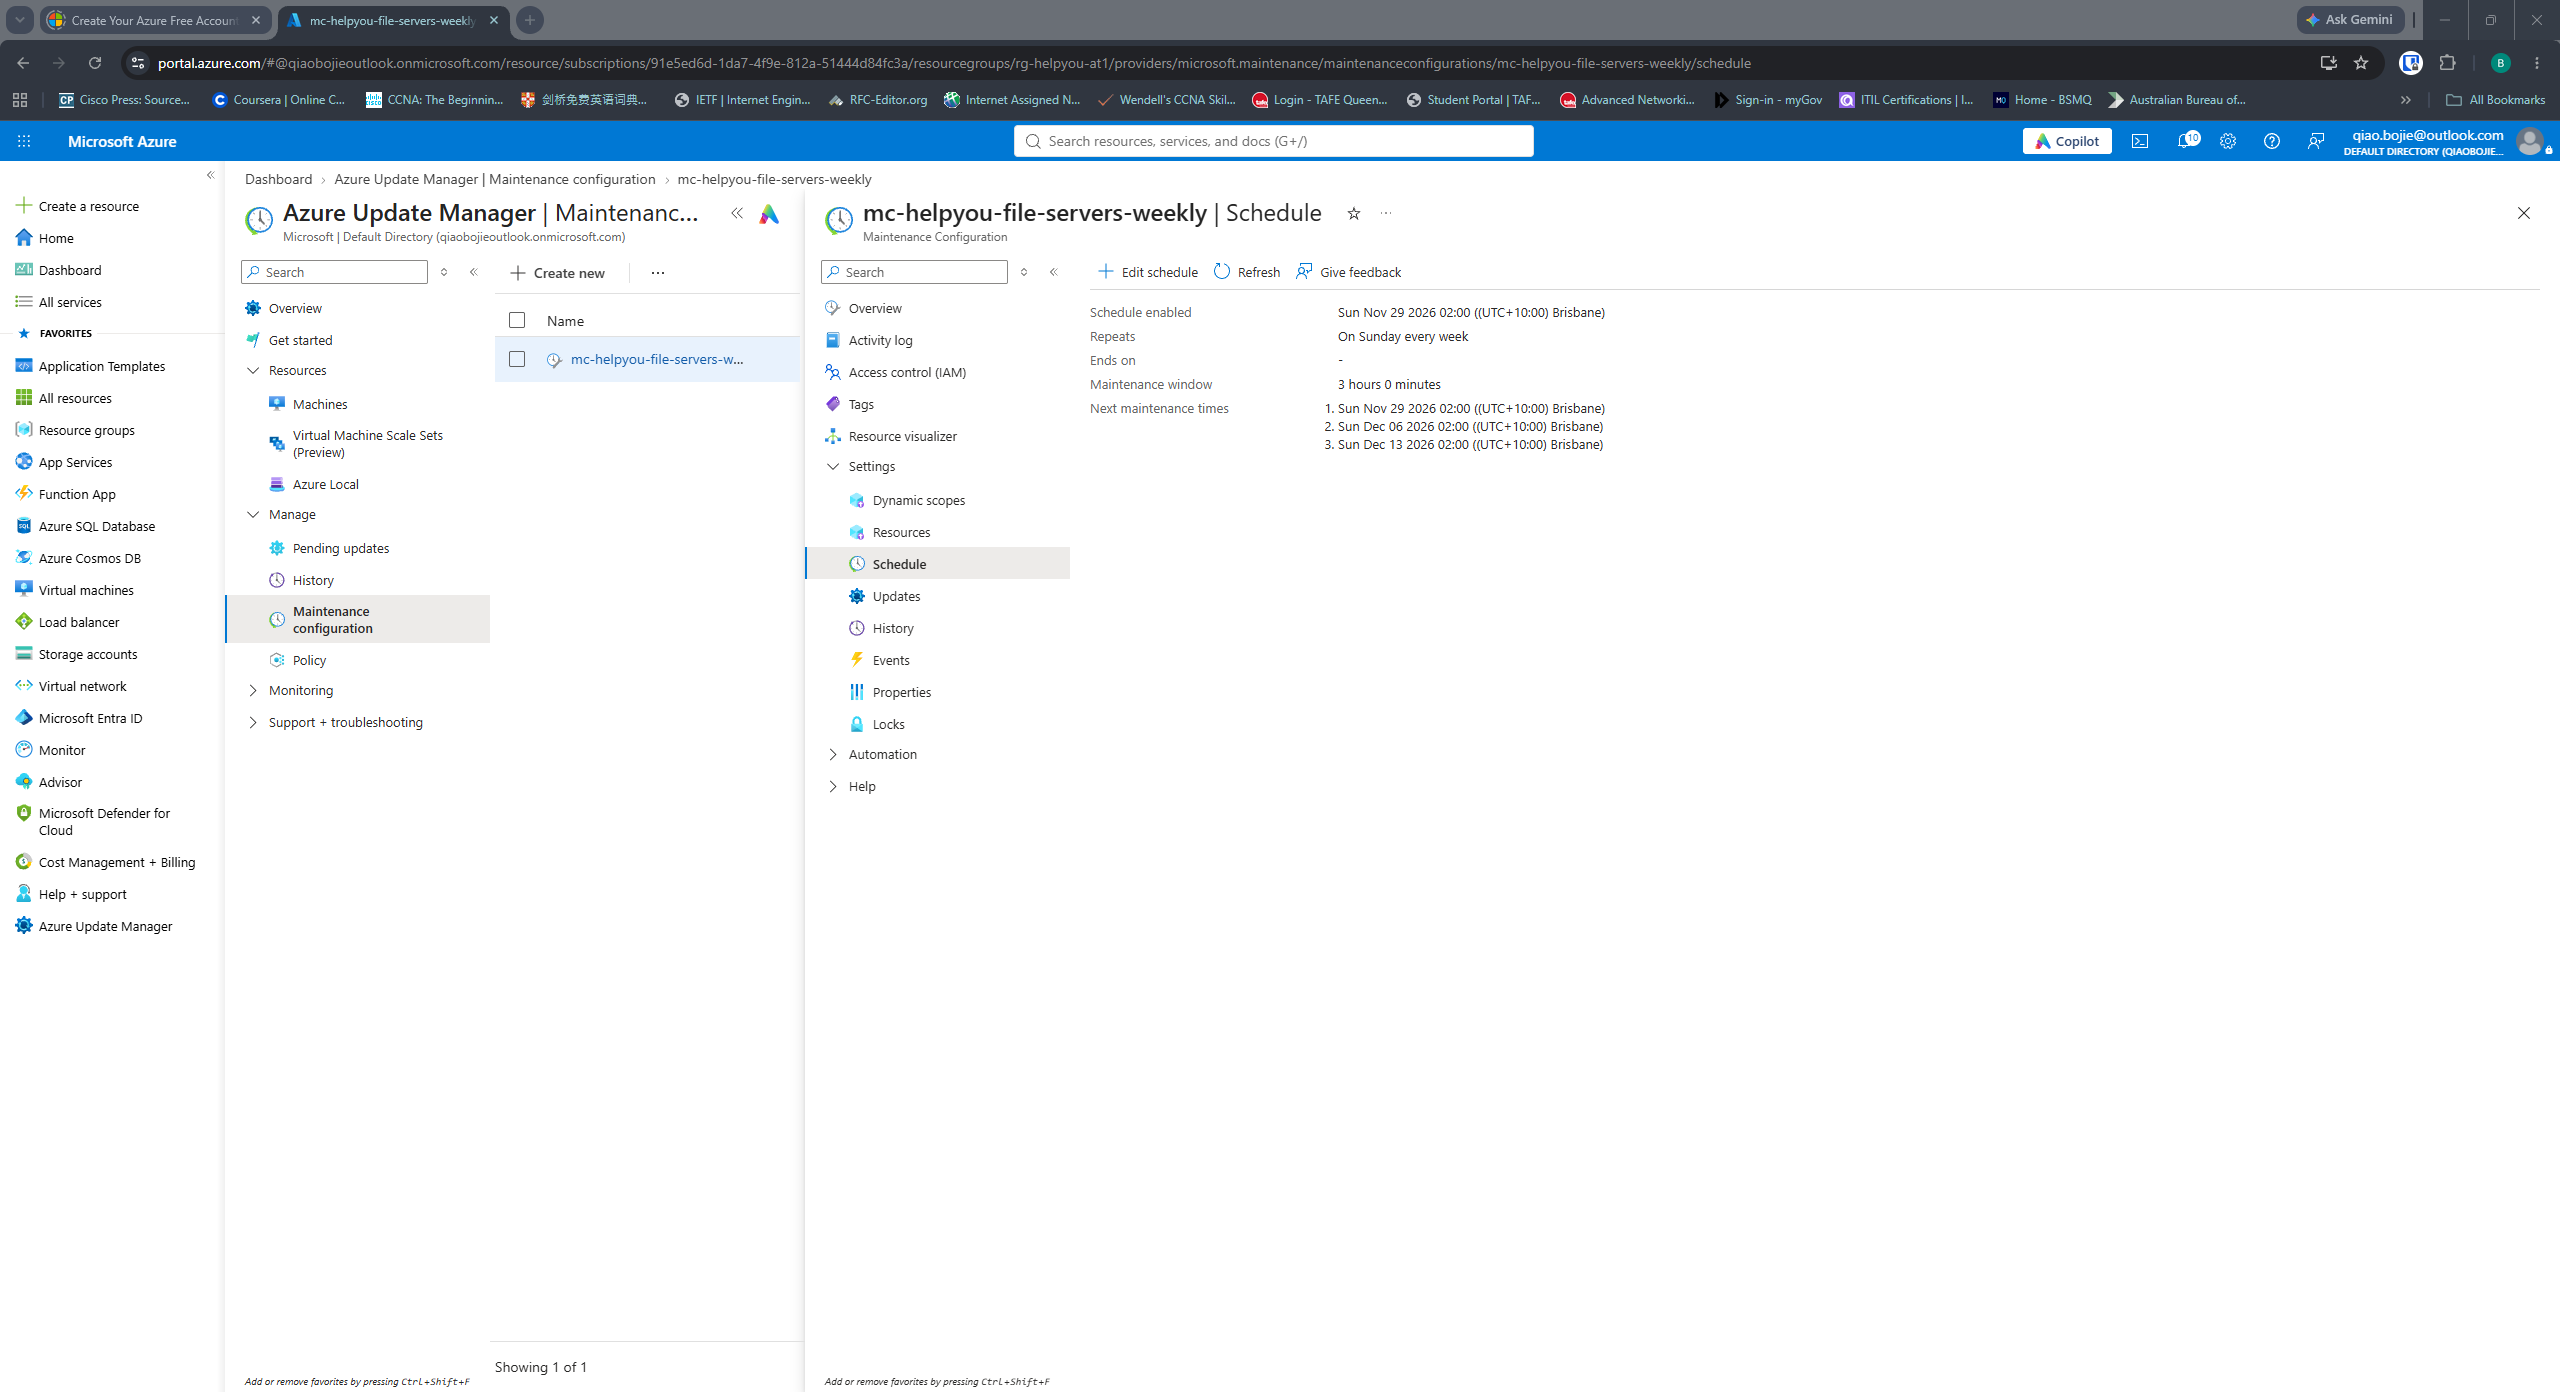 Create Your Azure Free Account
mc-helpyou-file-servers-weekly
Ask Gemini
portal.azure.com/#@qiaobojieoutlook.onmicrosoft.com/resource/subscriptions/91e5ed6d-1da7-4f9e-812a-51444d84fc3a/resourcegroups/rg-helpyou-at1/providers/microsoft.maintenance/maintenanceconfigurations/mc-helpyou-file-servers-weekly/schedule
B
CP Cisco Press: Source...
Coursera | Online C...
CCNA: The Beginnin...
剑桥免费英语词典...
IETF | Internet Engin...
RFC-Editor.org
Internet Assigned N...
Wendell's CCNA Skil...
Login - TAFE Queen...
Student Portal | TAF...
Advanced Networki...
Sign-in - myGov
ITIL Certifications | I...
Home - BSMQ
Australian Bureau of...
All Bookmarks
Microsoft Azure
Search resources, services, and docs (G+/)
Copilot
10
qiao.bojie@outlook.com
DEFAULT DIRECTORY (QIAOBOJIE...
Create a resource
Home
Dashboard
All services
FAVORITES
Application Templates
All resources
Resource groups
App Services
Function App
Azure SQL Database
Azure Cosmos DB
Virtual machines
Load balancer
Storage accounts
Virtual network
Microsoft Entra ID
Monitor
Advisor
Microsoft Defender for
Cloud
Cost Management + Billing
Help + support
Azure Update Manager
Dashboard > Azure Update Manager | Maintenance configuration > mc-helpyou-file-servers-weekly
Azure Update Manager | Maintenanc...
Microsoft | Default Directory (qiaobojieoutlook.onmicrosoft.com)
Search
Overview
Get started
Resources
Machines
Virtual Machine Scale Sets
(Preview)
Azure Local
Manage
Pending updates
History
Maintenance
configuration
Policy
Monitoring
Support + troubleshooting
Add or remove favorites by pressing Ctrl+Shift+F
Create new
Name
mc-helpyou-file-servers-w...
Showing 1 of 1
mc-helpyou-file-servers-weekly | Schedule
Maintenance Configuration
Search
Overview
Activity log
Access control (IAM)
Tags
Resource visualizer
Settings
Dynamic scopes
Resources
Schedule
Updates
History
Events
Properties
Locks
Automation
Help
Add or remove favorites by pressing Ctrl+Shift+F
Edit schedule
Refresh
Give feedback
Schedule enabled Sun Nov 29 2026 02:00 ((UTC+10:00) Brisbane)
Repeats On Sunday every week
Ends on -
Maintenance window 3 hours 0 minutes
Next maintenance times 1. Sun Nov 29 2026 02:00 ((UTC+10:00) Brisbane)
2. Sun Dec 06 2026 02:00 ((UTC+10:00) Brisbane)
3. Sun Dec 13 2026 02:00 ((UTC+10:00) Brisbane)